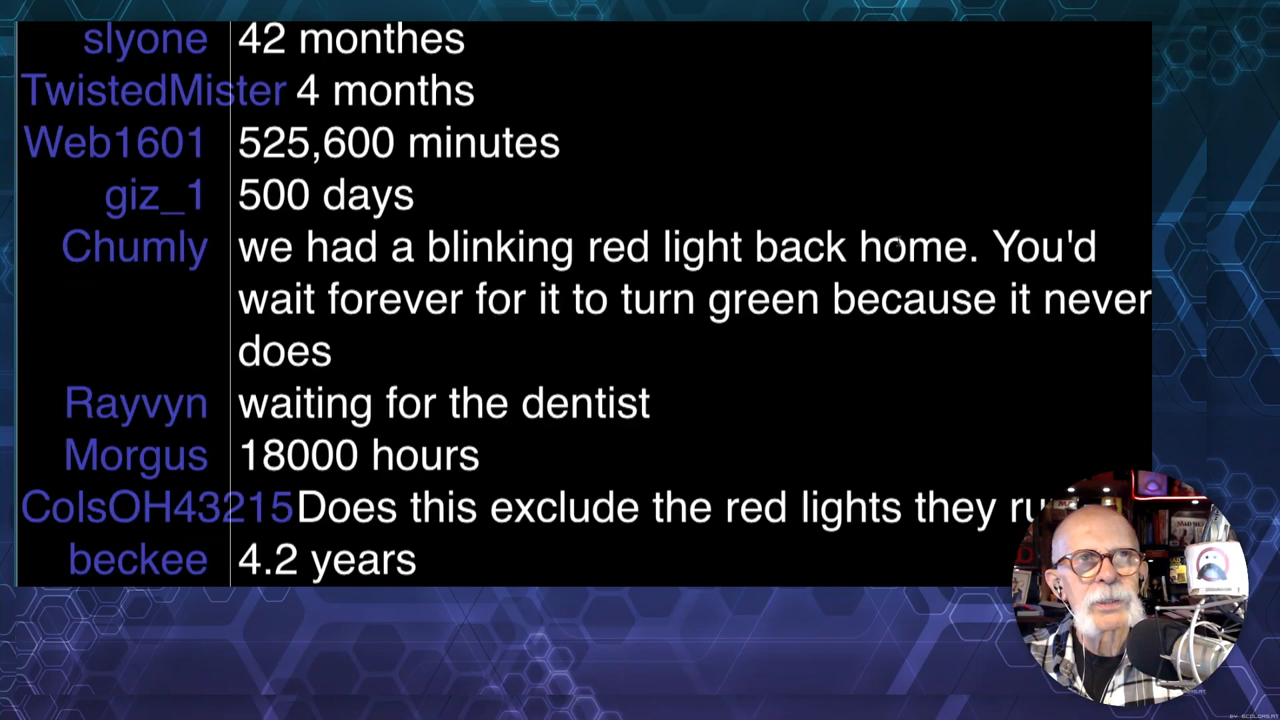 slyone 42 monthes
TwistedMister 4 months
Web1601 525,600 minutes
giz_1 500 days
Chumly we had a blinking red light back home. You'd
wait forever for it to turn green because it never
does
Rayvyn waiting for the dentist
Morgus 18000 hours
ColsOH43215 Does this exclude the red lights they
beckee 4.2 years